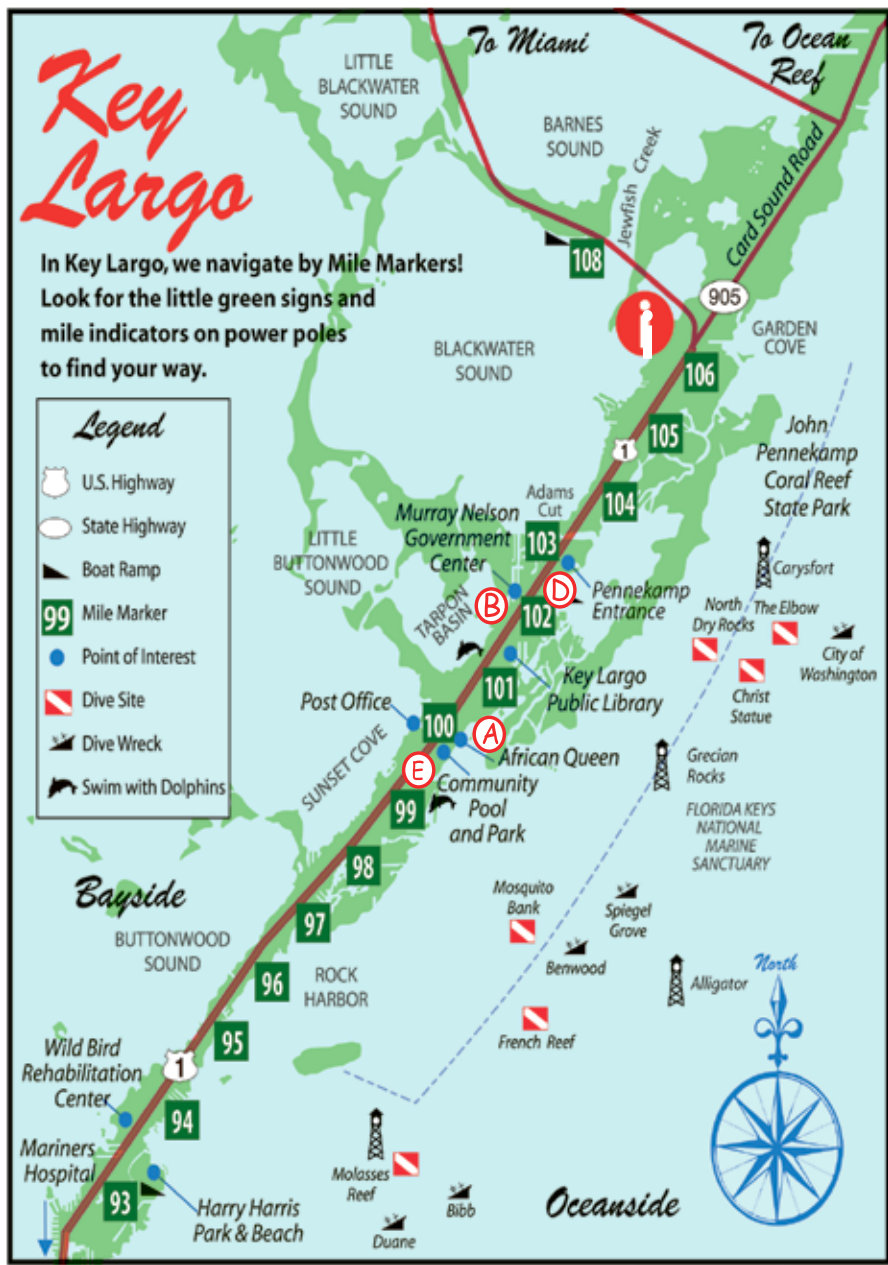 To Miami
To Ocean
Reef
LITTLE
BLACKWATER
SOUND
BARNES
SOUND
Key
Largo
Jewfish Creek
Card Sound Road
In Key Largo, we navigate by Mile Markers!
Look for the little green signs and
mile indicators on power poles
to find your way.
108
905
GARDEN
COVE
BLACKWATER
SOUND
106
Legend
U.S. Highway
State Highway
Boat Ramp
99 Mile Marker
Point of Interest
Dive Site
Dive Wreck
Swim with Dolphins
105
1
104
John
Pennekamp
Coral Reef
State Park
Adams
Cut
Murray Nelson
Government
Center
103
LITTLE
BUTTONWOOD
SOUND
TARPON
BASIN
B
D
102
Pennekamp
Entrance
Carysfort
North
Dry Rocks
The Elbow
City of
Washington
Christ
Statue
101
Key Largo
Public Library
Post Office
100
A
African Queen
SUNSET COVE
E
Community
Pool
and Park
99
Grecian
Rocks
FLORIDA KEYS
NATIONAL
MARINE
SANCTUARY
98
Bayside
97
Mosquito
Bank
Spiegel
Grove
BUTTONWOOD
SOUND
96
ROCK
HARBOR
Benwood
Alligator
North
95
French Reef
1
Wild Bird
Rehabilitation
Center
94
Mariners
Hospital
93
Harry Harris
Park & Beach
Molasses
Reef
Bibb
Duane
Oceanside